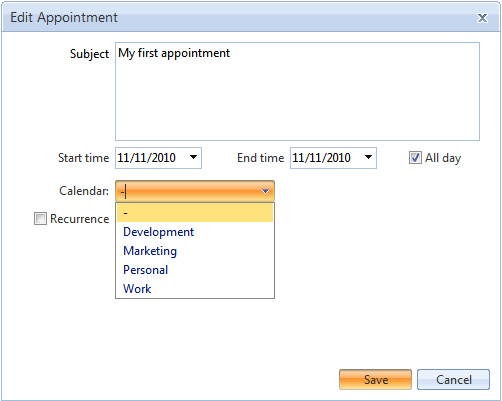 Edit Appointment
Subject My first appointment
Start time 11/11/2010 End time 11/11/2010 All day
Calendar: -
-
Recurrence
Development
Marketing
Personal
Work
Save Cancel